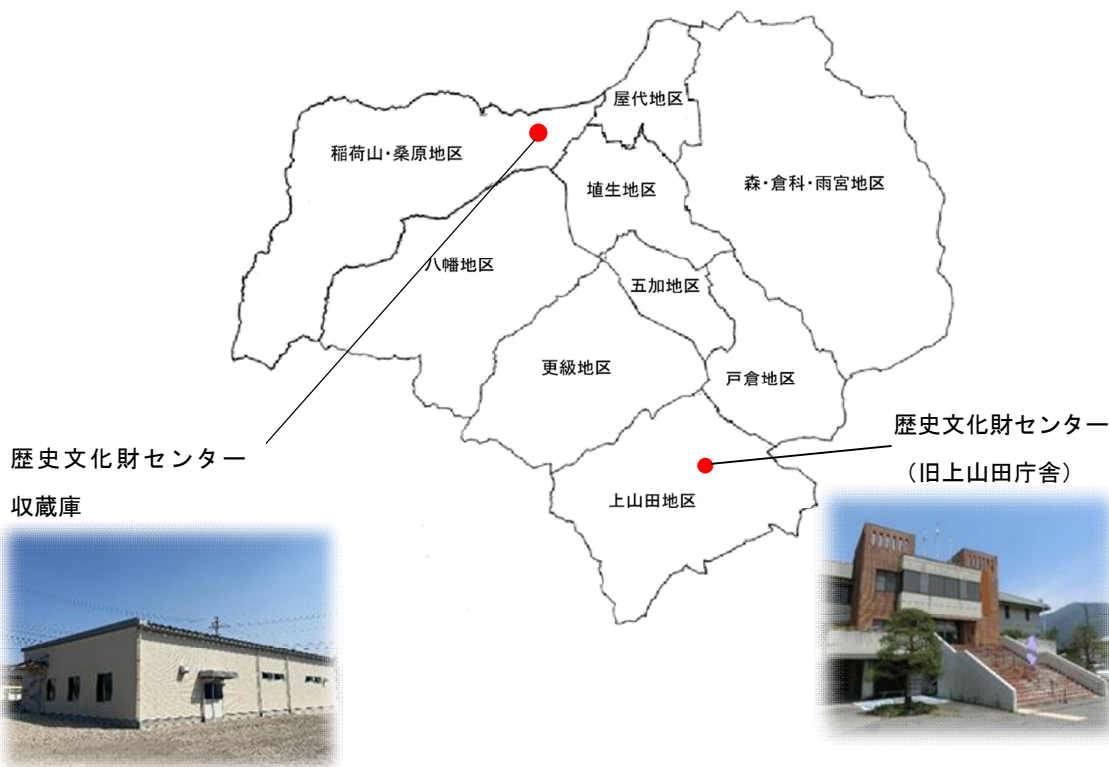 屋代地区
稲荷山・桑原地区
森・倉科・雨宮地区
埴生地区
八幡地区
五加地区
更級地区
戸倉地区
歴史文化財センター
(旧上山田庁舎)
歴史文化財センター
収蔵庫
上山田地区